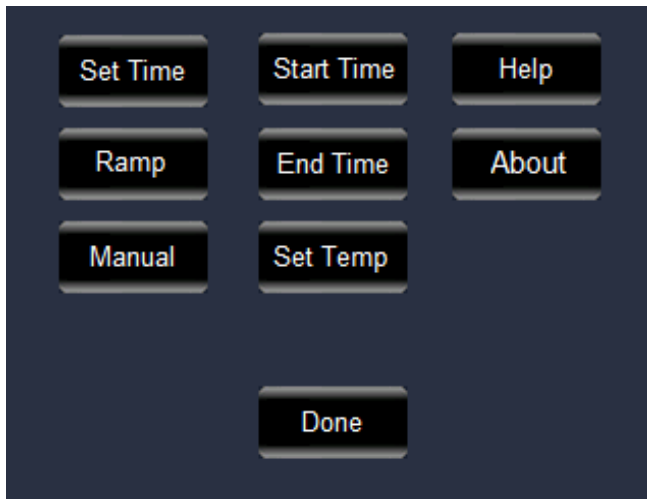 Set Time
Start Time
Help
Ramp
End Time
About
Manual
Set Temp
Done